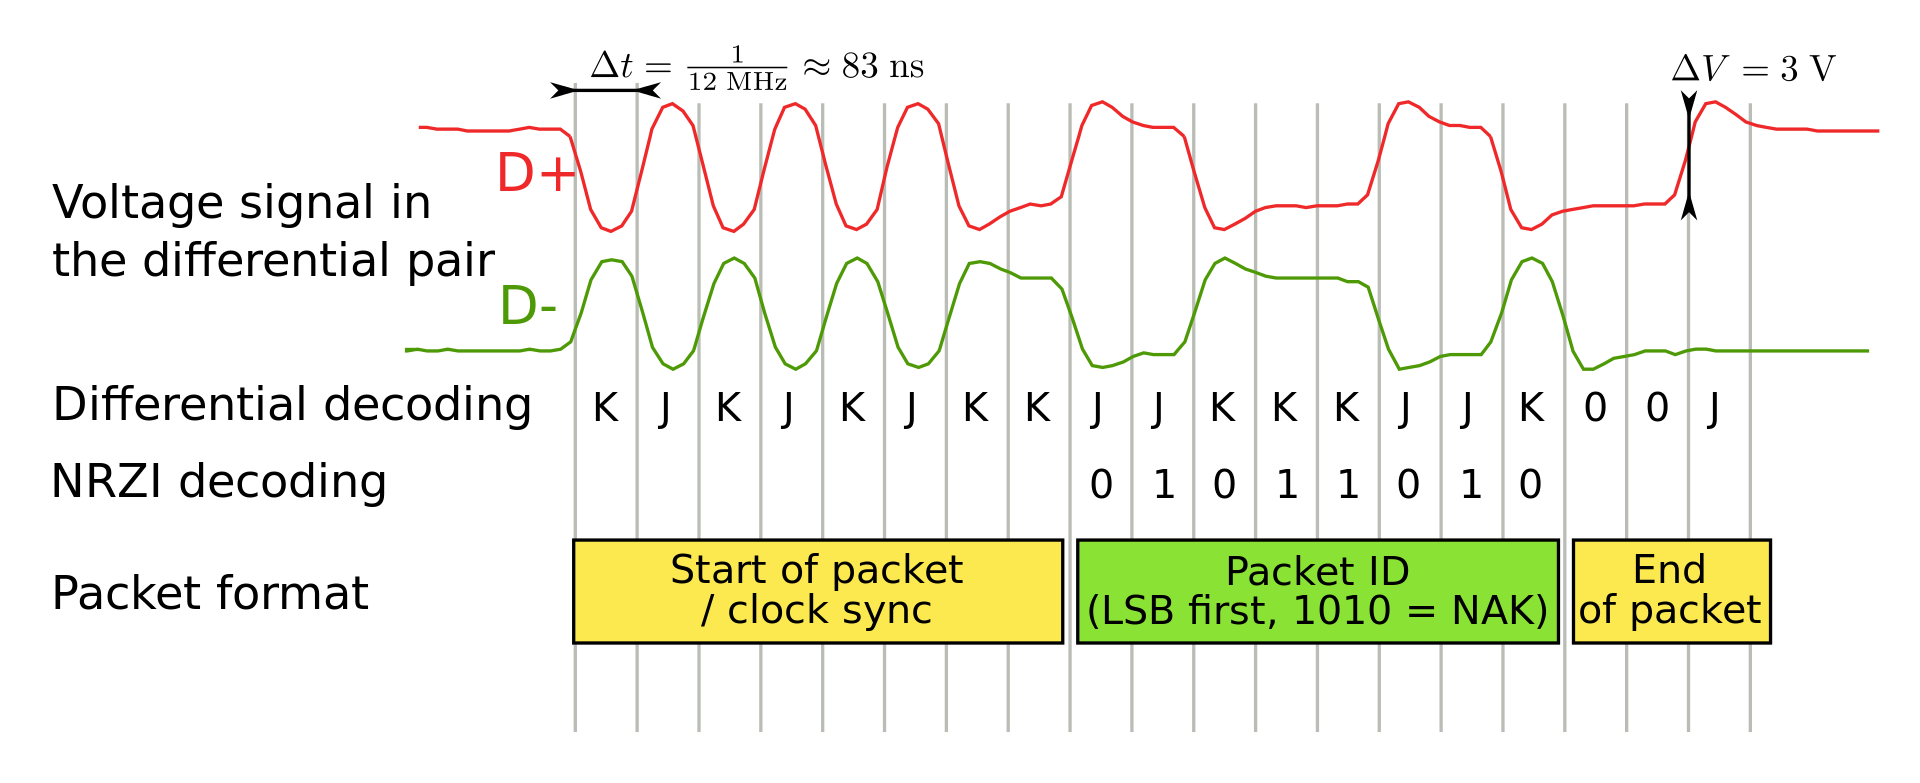 Δt = 1/12 MHz ≈ 83 ns
ΔV = 3 V
D+
Voltage signal in
the differential pair
D-
Differential decoding K J K J K J K K J J K K K J J K 0 0 J
NRZI decoding 0 1 0 1 1 0 1 0
Packet format
Start of packet
/ clock sync
Packet ID
(LSB first, 1010 = NAK)
End
of packet